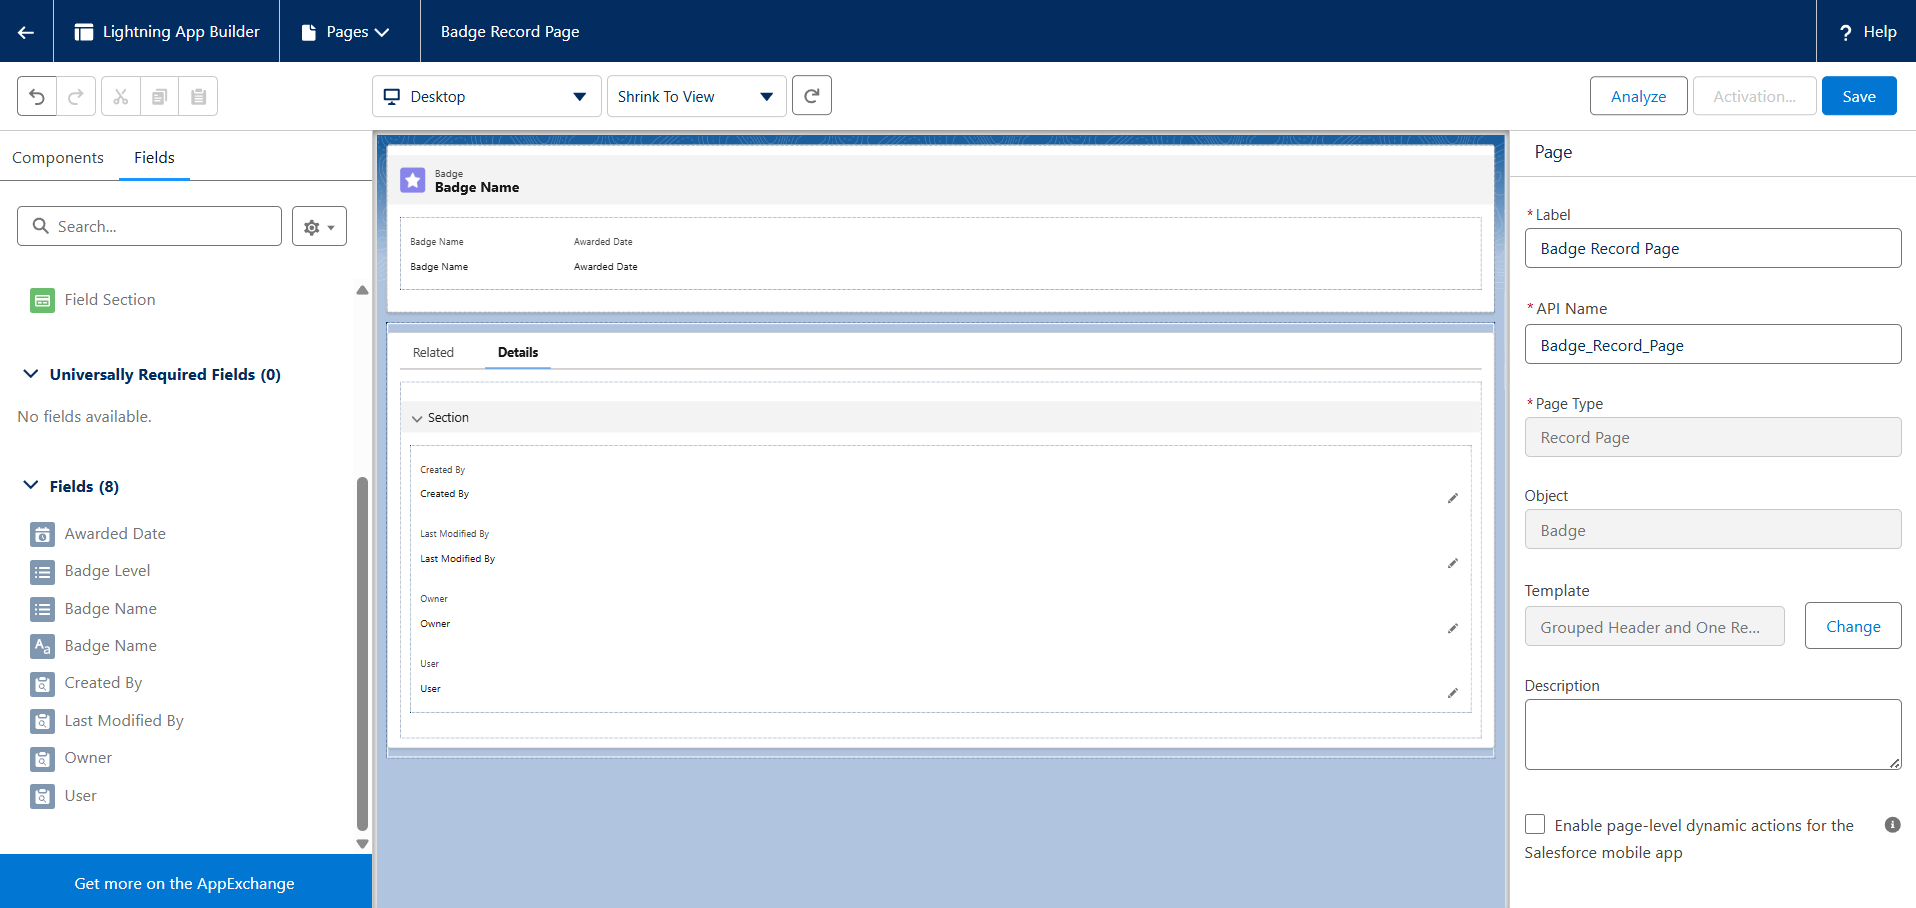 Lightning App Builder
Pages
Badge Record Page
? Help
Desktop
Shrink To View
Analyze
Activation...
Save
Components
Fields
Search...
Field Section
Universally Required Fields (0)
No fields available.
Fields (8)
Awarded Date
Badge Level
Badge Name
Badge Name
Created By
Last Modified By
Owner
User
Get more on the AppExchange
Badge
Badge Name
Badge Name
Awarded Date
Badge Name
Awarded Date
Related
Details
Section
Created By
Created By
Last Modified By
Last Modified By
Owner
Owner
User
User
Page
*Label
Badge Record Page
*API Name
Badge_Record_Page
*Page Type
Record Page
Object
Badge
Template
Grouped Header and One Re...
Change
Description
Enable page-level dynamic actions for the
Salesforce mobile app